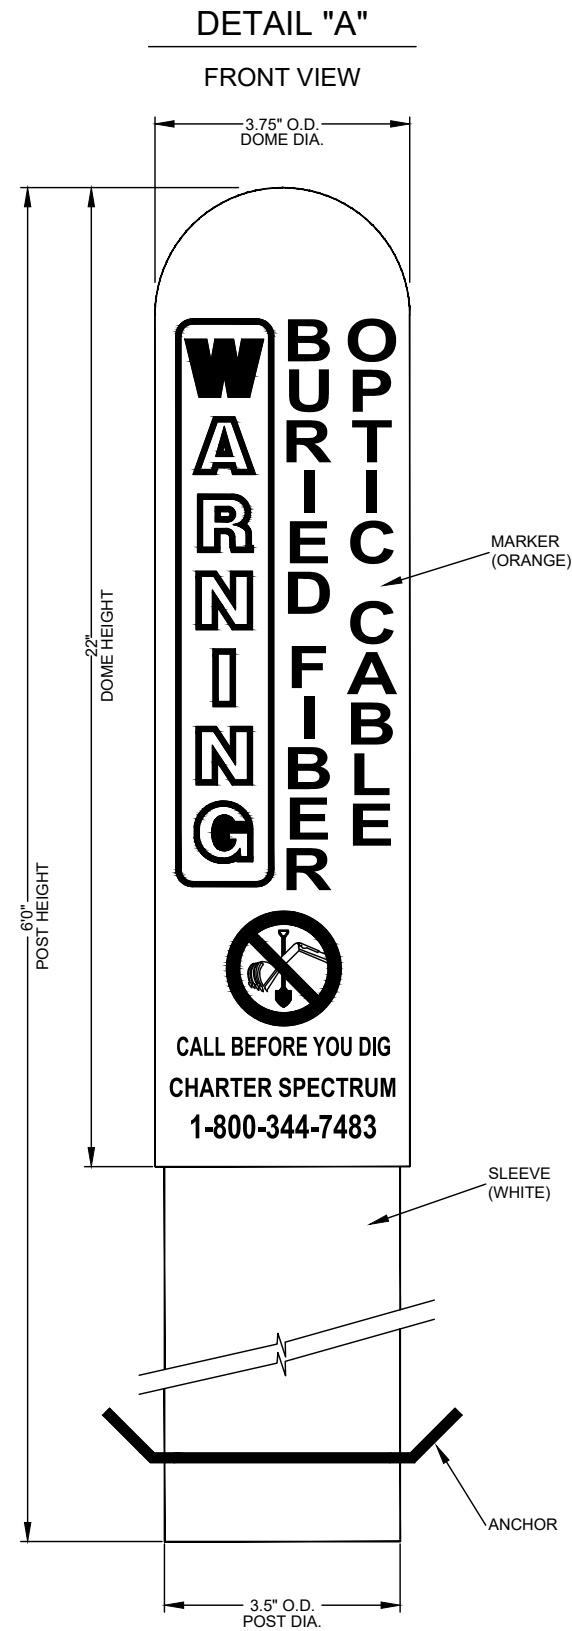 DETAIL "A"
FRONT VIEW
3.75" O.D.
DOME DIA.
WARNING
BURIED FIBER
OPTIC CABLE
MARKER
(ORANGE)
22"
DOME HEIGHT
6'0"
POST HEIGHT
CALL BEFORE YOU DIG
CHARTER SPECTRUM
1-800-344-7483
SLEEVE
(WHITE)
ANCHOR
3.5" O.D.
POST DIA.